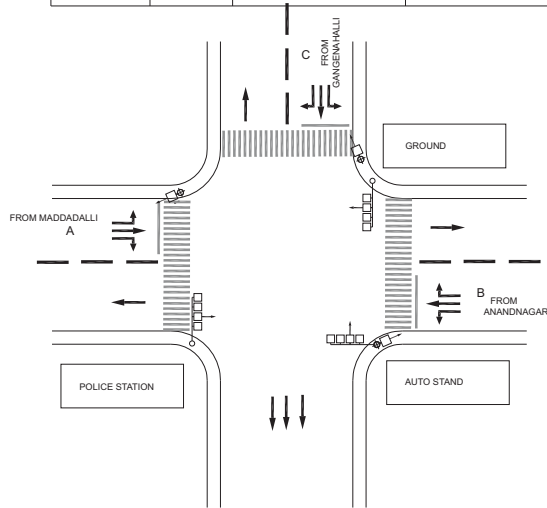 C
FROM
GANGENAHALLI
GROUND
FROM MADDADALLI
A
B
FROM
ANANDNAGAR
POLICE STATION
AUTO STAND